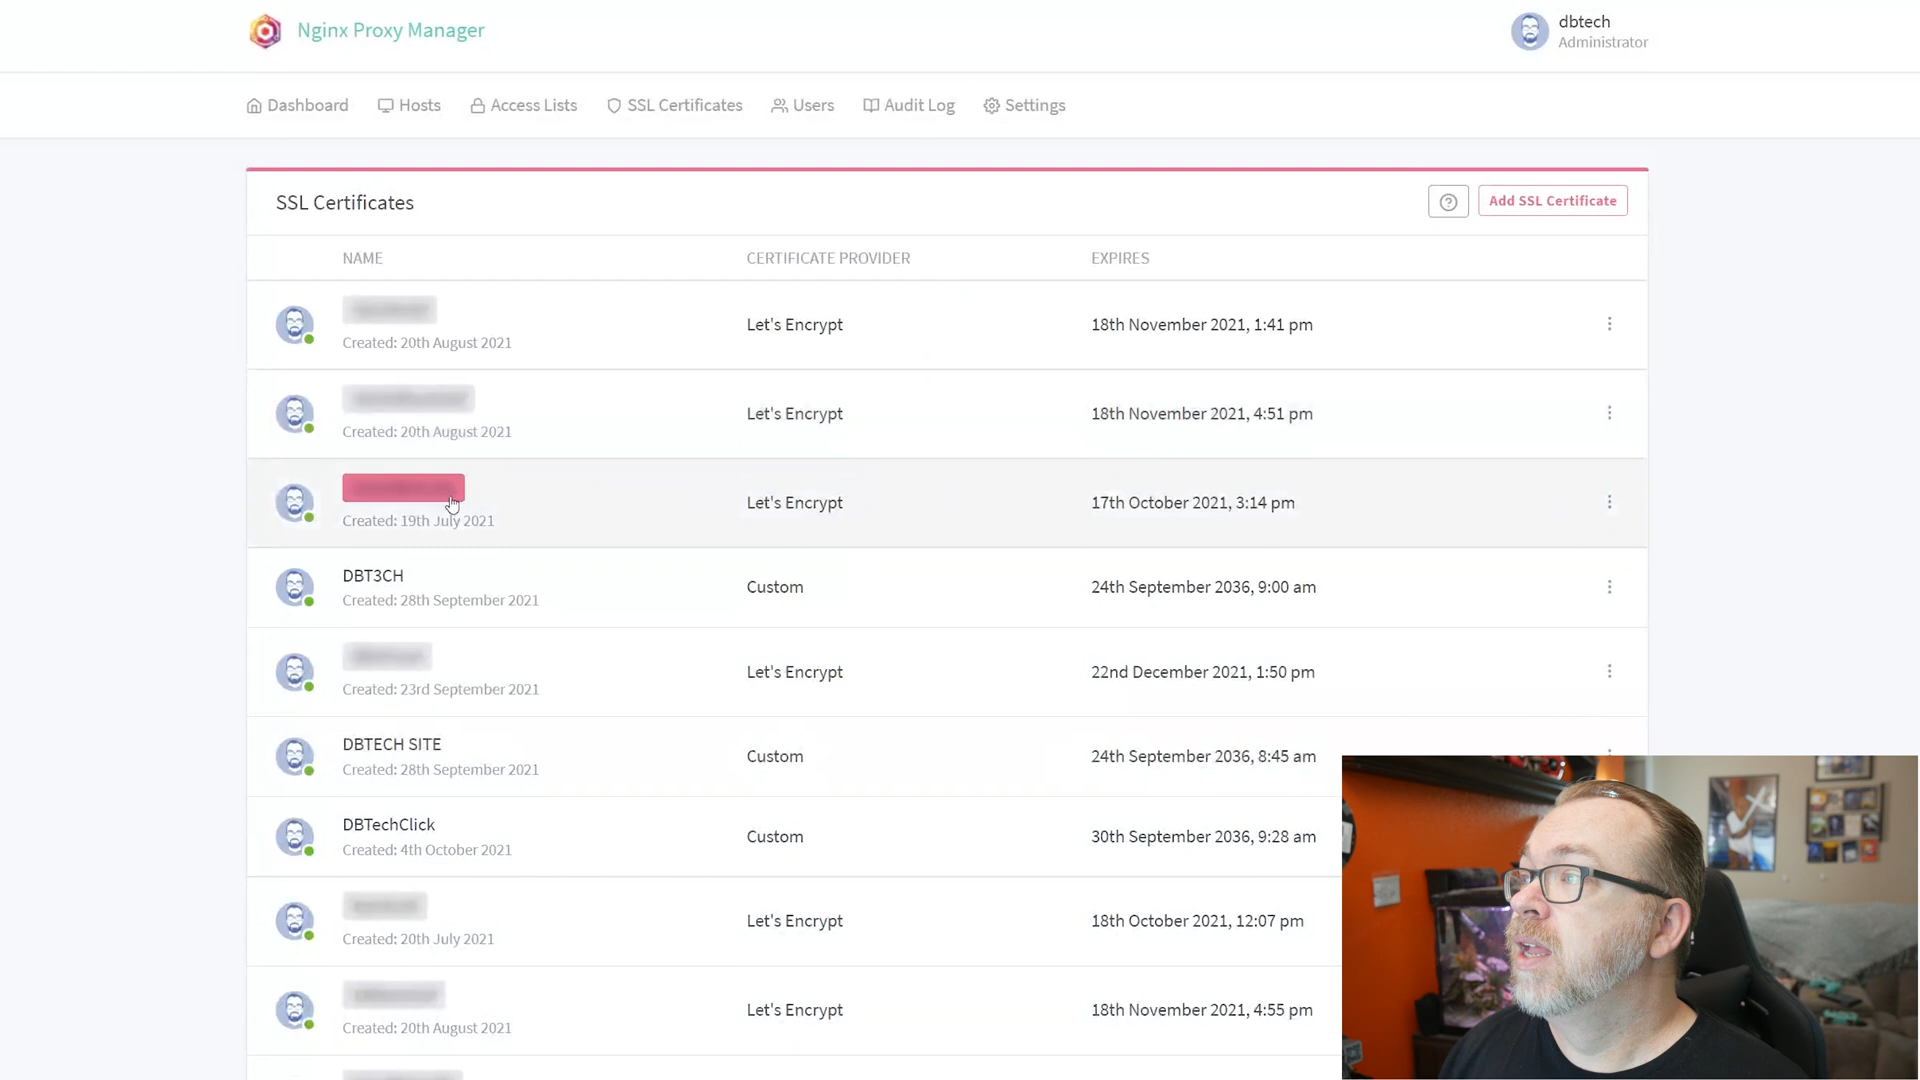 Nginx Proxy Manager
dbtech
Administrator
Dashboard
Hosts
Access Lists
SSL Certificates
Users
Audit Log
Settings
SSL Certificates
Add SSL Certificate
NAME
CERTIFICATE PROVIDER
EXPIRES
Created: 20th August 2021
Let's Encrypt
18th November 2021, 1:41 pm
Created: 20th August 2021
Let's Encrypt
18th November 2021, 4:51 pm
Created: 19th July 2021
Let's Encrypt
17th October 2021, 3:14 pm
DBT3CH
Created: 28th September 2021
Custom
24th September 2036, 9:00 am
Created: 23rd September 2021
Let's Encrypt
22nd December 2021, 1:50 pm
DBTECH SITE
Created: 28th September 2021
Custom
24th September 2036, 8:45 am
DBTechClick
Created: 4th October 2021
Custom
30th September 2036, 9:28 am
Created: 20th July 2021
Let's Encrypt
18th October 2021, 12:07 pm
Created: 20th August 2021
Let's Encrypt
18th November 2021, 4:55 pm